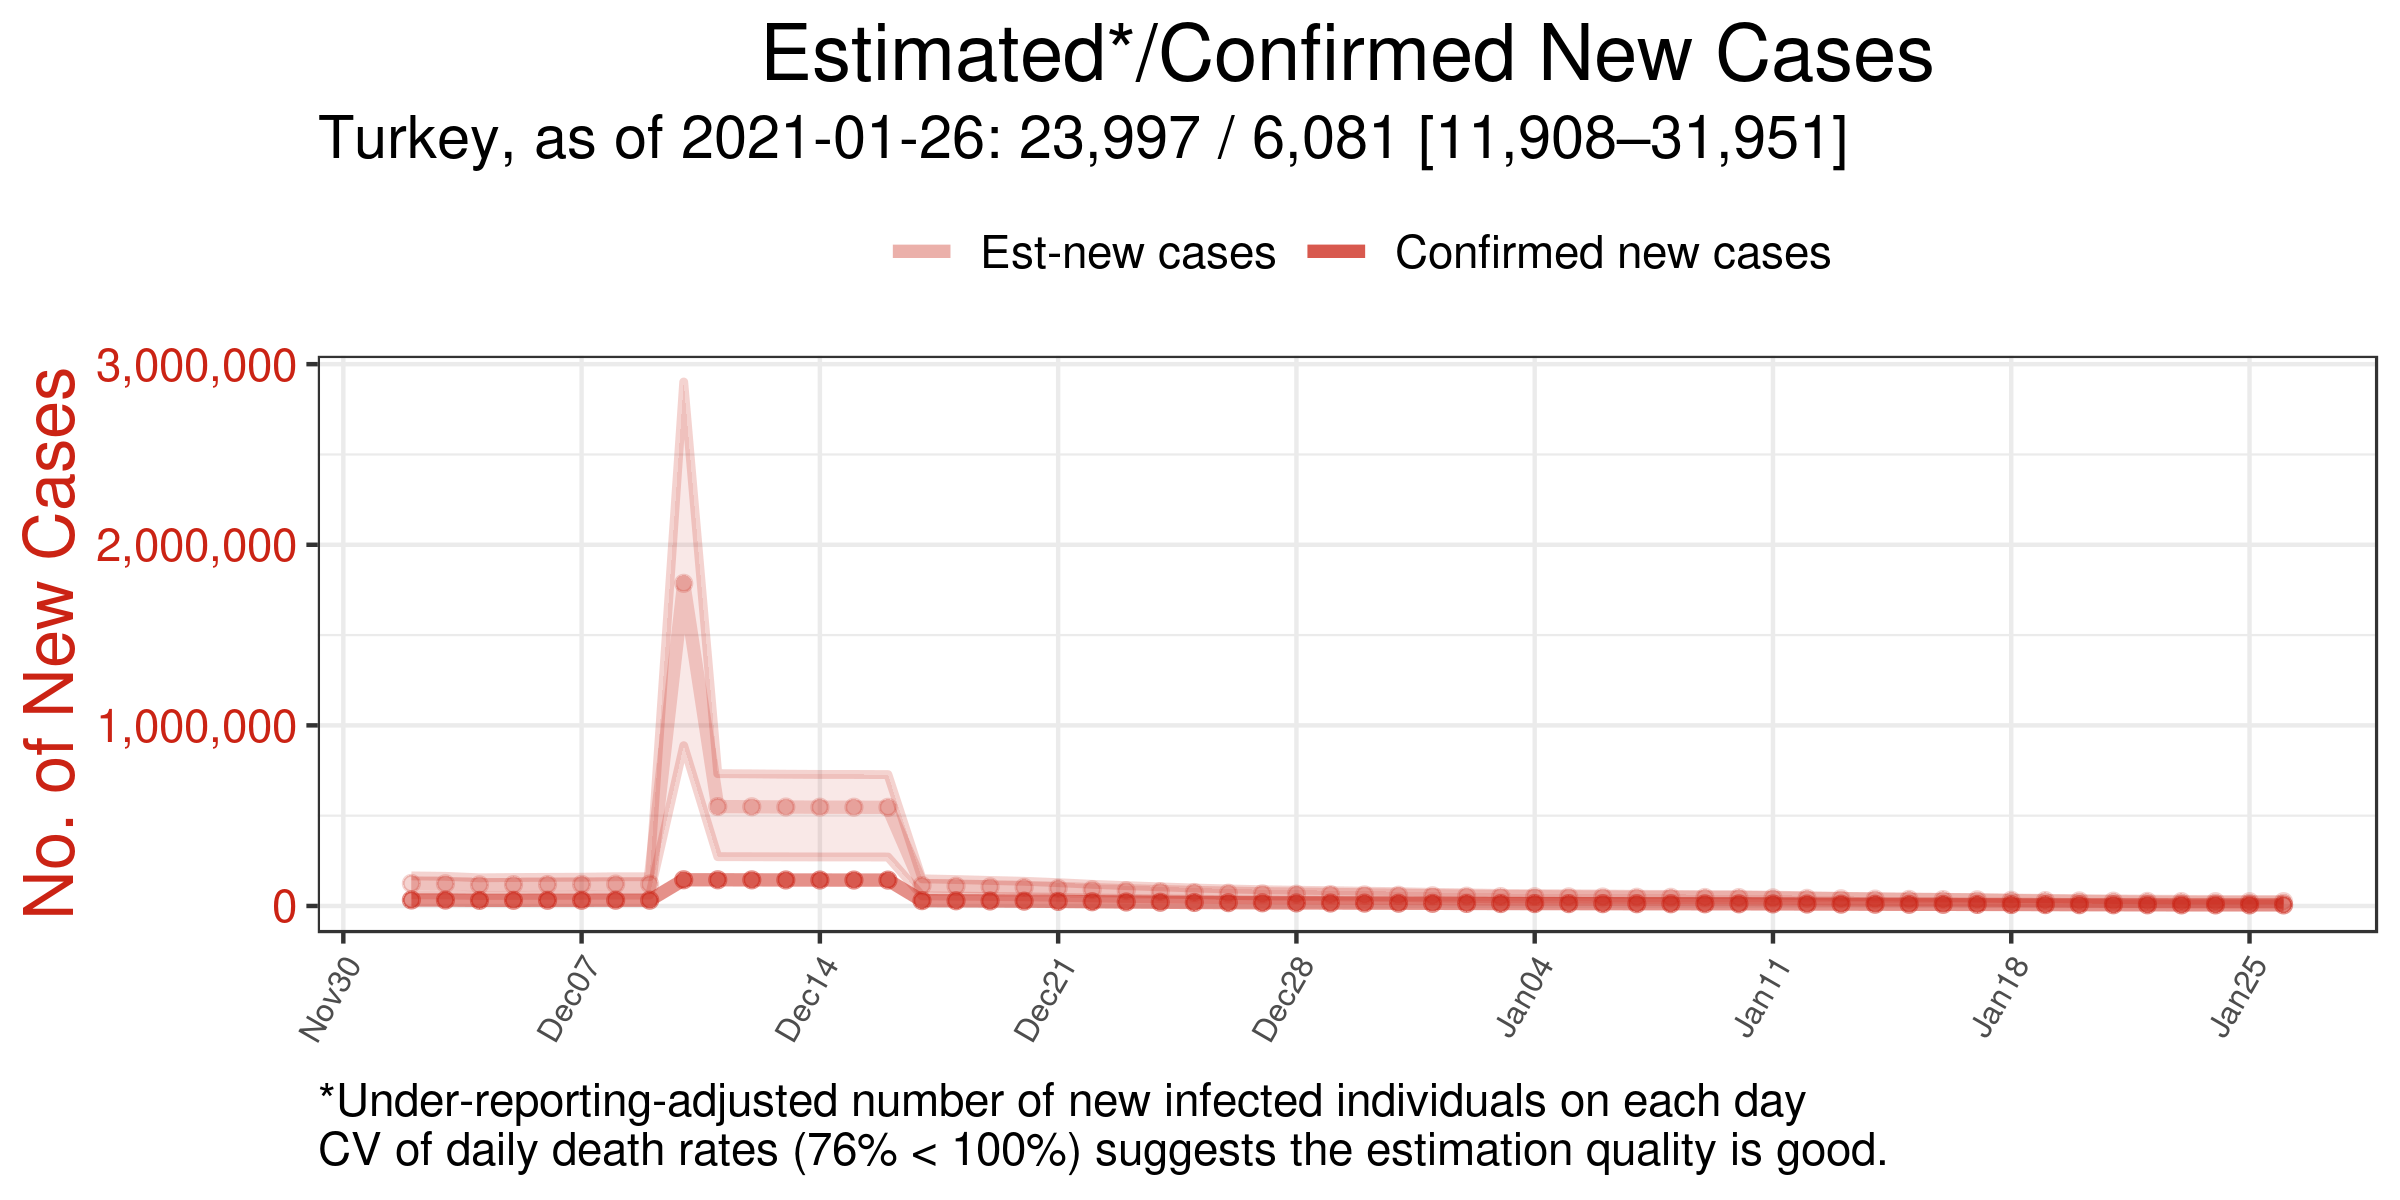 Estimated*/Confirmed New Cases
Turkey, as of 2021-01-26: 23,997 / 6,081 [11,908–31,951]
Est-new cases
Confirmed new cases
No. of New Cases
3,000,000
2,000,000
1,000,000
0
Nov30
Dec07
Dec14
Dec21
Dec28
Jan04
Jan11
Jan18
Jan25
*Under-reporting-adjusted number of new infected individuals on each day
CV of daily death rates (76% < 100%) suggests the estimation quality is good.